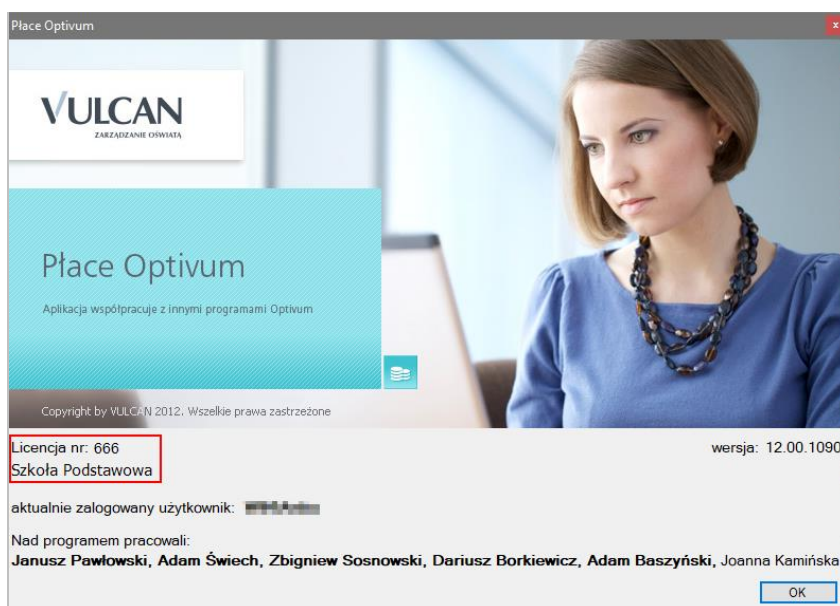 Płace Optivum
x
VULCAN
ZARZĄDZANIE OŚWIATĄ
Płace Optivum
Aplikacja współpracuje z innymi programami Optivum
Copyright by VULCAN 2012. Wszelkie prawa zastrzeżone
Licencja nr: 666
wersja: 12.00.1090
Szkoła Podstawowa
aktualnie zalogowany użytkownik:
Nad programem pracowali:
Janusz Pawłowski, Adam Świech, Zbigniew Sosnowski, Dariusz Borkiewicz, Adam Baszyński, Joanna Kamińska
OK